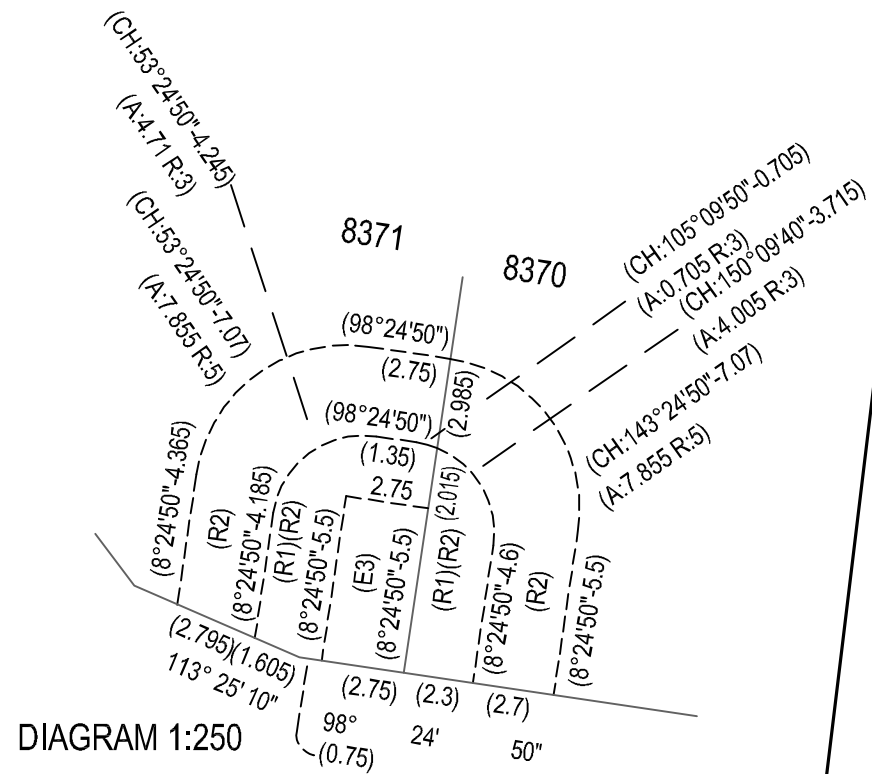 (CH:53°24'50"-4.245)
(A:4.71 R:3)
(CH:53°24'50"-7.07)
(A:7.855 R:5)
8371
8370
(CH:105°09'50"-0.705)
(A:0.705 R:3)
(CH:150°09'40"-3.715)
(A:4.005 R:3)
(CH:143°24'50"-7.07)
(A:7.855 R:5)
(98°24'50")
(2.75)
(2.985)
(98°24'50")
(1.35)
2.75
(2.015)
(8°24'50"-4.365)
(R2)
(8°24'50"-4.185)
(R1)(R2)
(8°24'50"-5.5)
(E3)
(8°24'50"-5.5)
(R1)(R2)
(8°24'50"-4.6)
(R2)
(8°24'50"-5.5)
(2.795)(1.605)
113° 25' 10"
(2.75)
(2.3)
(2.7)
98° 24' 50"
(0.75)
DIAGRAM 1:250